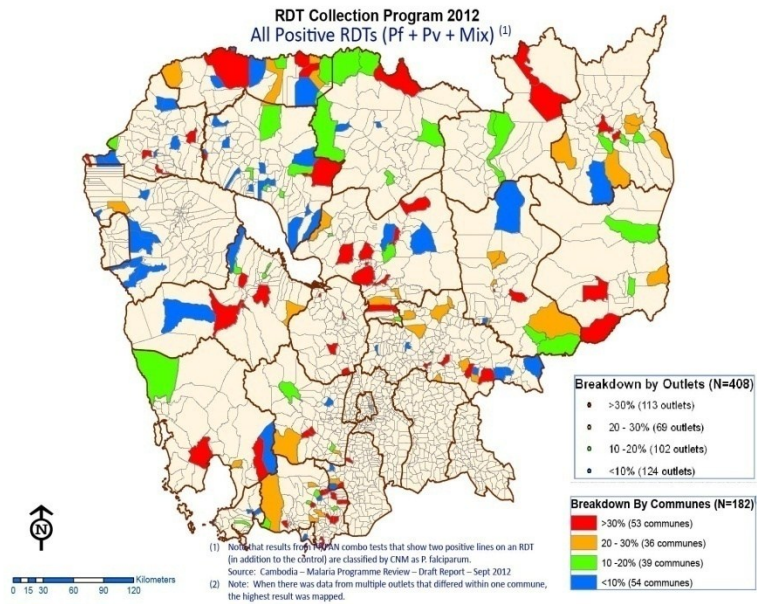 RDT Collection Program 2012
All Positive RDTs (Pf + Pv + Mix) (1)
Breakdown by Outlets (N=408)
>30% (113 outlets)
20 - 30% (69 outlets)
10 -20% (102 outlets)
<10% (124 outlets)
Breakdown By Communes (N=182)
>30% (53 communes)
20 - 30% (36 communes)
10 -20% (39 communes)
<10% (54 communes)
N
Kilometers
0 15 30 60 90 120
(1) Note that results from PAN combo tests that show two positive lines on an RDT
(in addition to the control) are classified by CNM as P. falciparum.
Source: Cambodia – Malaria Programme Review – Draft Report – Sept 2012
(2) Note: When there was data from multiple outlets that differed within one commune,
the highest result was mapped.